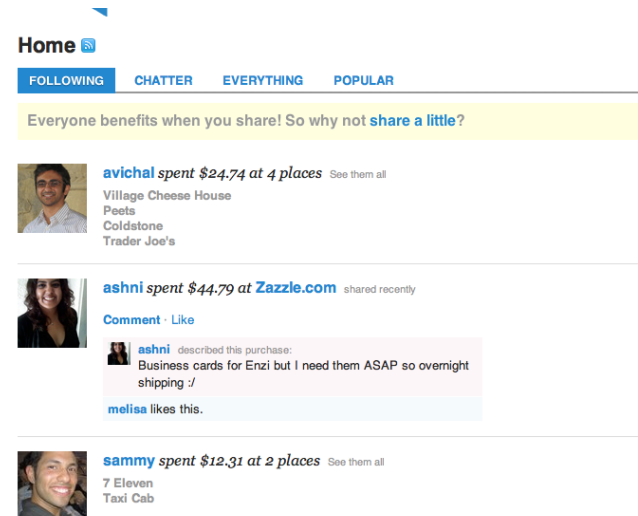 Home
FOLLOWING CHATTER EVERYTHING POPULAR
Everyone benefits when you share! So why not share a little?
avichal spent $24.74 at 4 places See them all
Village Cheese House
Peets
Coldstone
Trader Joe's
ashni spent $44.79 at Zazzle.com shared recently
Comment · Like
ashni described this purchase:
Business cards for Enzi but I need them ASAP so overnight
shipping :/
melisa likes this.
sammy spent $12.31 at 2 places See them all
7 Eleven
Taxi Cab